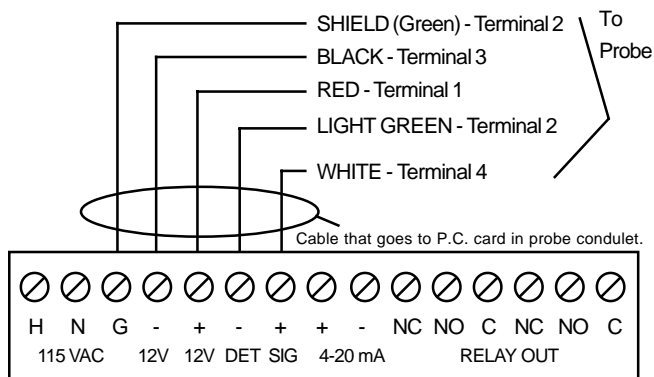 SHIELD (Green) - Terminal 2
To
Probe
BLACK - Terminal 3
RED - Terminal 1
LIGHT GREEN - Terminal 2
WHITE - Terminal 4
Cable that goes to P.C. card in probe condulet.
H N G - + - + + - NC NO C NC NO C
115 VAC 12V 12V DET SIG 4-20 mA RELAY OUT